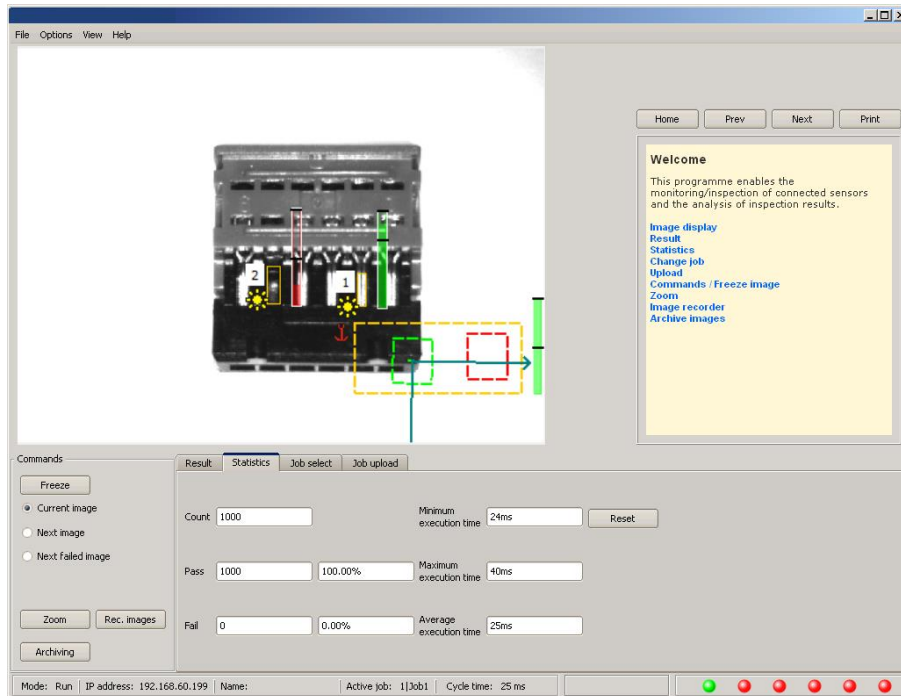 File Options View Help
Home Prev Next Print
Welcome
This programme enables the
monitoring/inspection of connected sensors
and the analysis of inspection results.
Image display
Result
Statistics
Change job
Upload
Commands / Freeze image
Zoom
Image recorder
Archive images
2
1
Commands
Freeze
Current image
Next image
Next failed image
Zoom Rec. images
Archiving
Result Statistics Job select Job upload
Count 1000 Minimum
execution time 24ms Reset
Pass 1000 100.00% Maximum
execution time 40ms
Fail 0 0.00% Average
execution time 25ms
Mode: Run IP address: 192.168.60.199 Name: Active job: 1|Job1 Cycle time: 25 ms